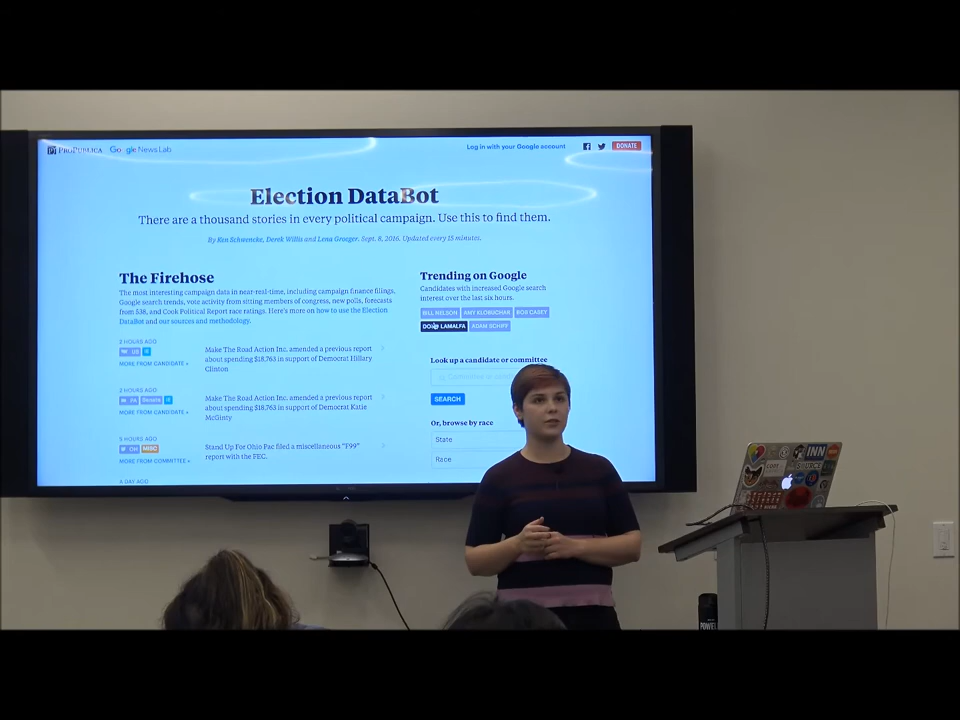 PROPUBLICA Google News Lab
Log in with your Google account
DONATE
Election DataBot
There are a thousand stories in every political campaign. Use this to find them.
By Ken Schwencke, Derek Willis and Lena Groeger. Sept. 8, 2016. Updated every 15 minutes.
The Firehose
The most interesting campaign data in near-real-time, including campaign finance filings,
Google search trends, vote activity from sitting members of congress, new polls, forecasts
from 538, and Cook Political Report race ratings. Here's more on how to use the Election
DataBot and our sources and methodology.
2 HOURS AGO
US
MORE FROM CANDIDATE
Make The Road Action Inc. amended a previous report
about spending $18,763 in support of Democrat Hillary
Clinton
2 HOURS AGO
PA Senate
MORE FROM CANDIDATE
Make The Road Action Inc. amended a previous report
about spending $18,763 in support of Democrat Katie
McGinty
5 HOURS AGO
OH MISC
MORE FROM COMMITTEE
Stand Up For Ohio Pac filed a miscellaneous "F99"
report with the FEC.
A DAY AGO
Trending on Google
Candidates with increased Google search
interest over the last six hours.
BILL NELSON AMY KLOBUCHAR BOB CASEY
DOUG LAMALFA ADAM SCHIFF
Look up a candidate or committee
SEARCH
Or, browse by race
State
Race
INN
SOURCE
POWE